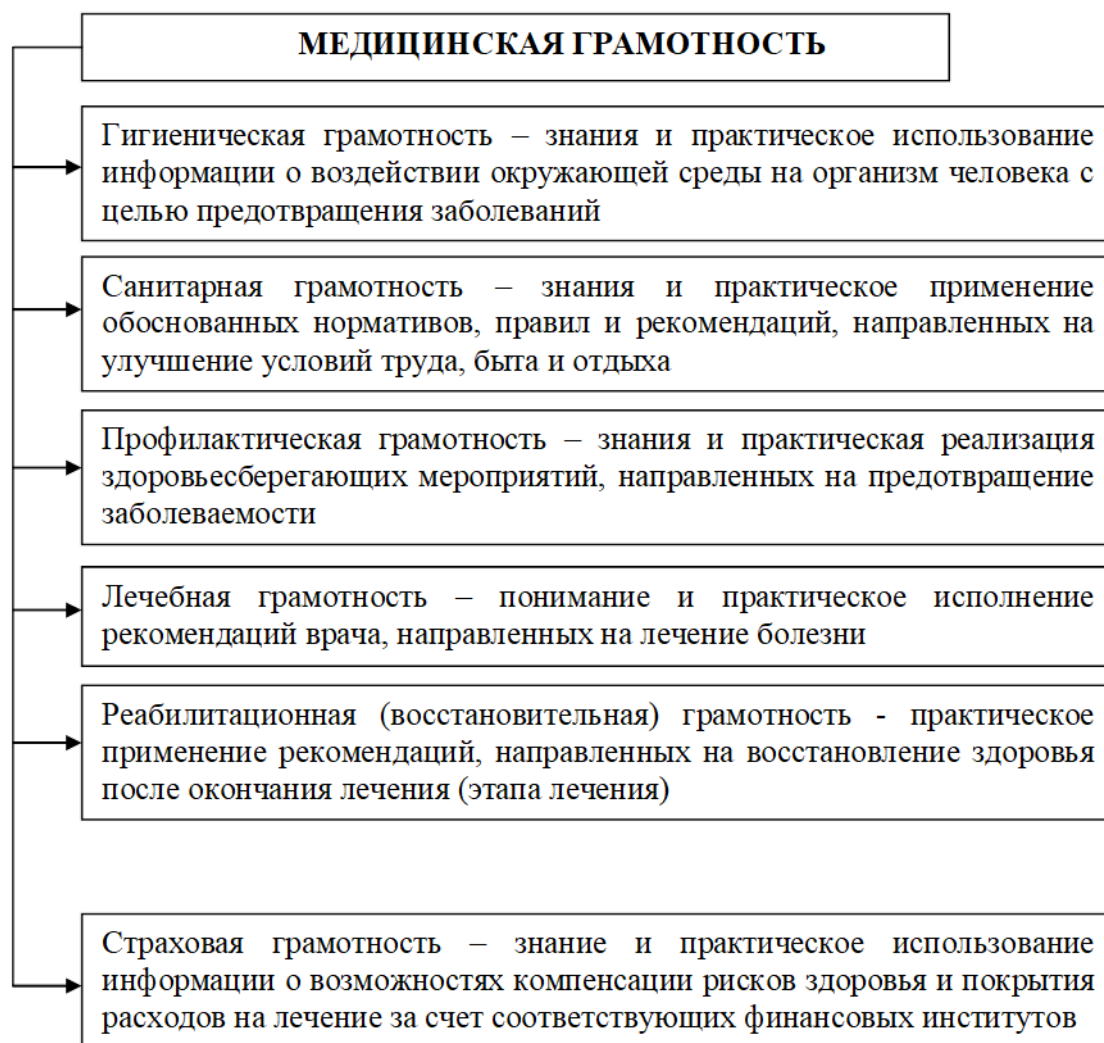 МЕДИЦИНСКАЯ ГРАМОТНОСТЬ
Гигиеническая грамотность – знания и практическое использование
информации о воздействии окружающей среды на организм человека с
целью предотвращения заболеваний
Санитарная грамотность – знания и практическое применение
обоснованных нормативов, правил и рекомендаций, направленных на
улучшение условий труда, быта и отдыха
Профилактическая грамотность – знания и практическая реализация
здоровьесберегающих мероприятий, направленных на предотвращение
заболеваемости
Лечебная грамотность – понимание и практическое исполнение
рекомендаций врача, направленных на лечение болезни
Реабилитационная (восстановительная) грамотность - практическое
применение рекомендаций, направленных на восстановление здоровья
после окончания лечения (этапа лечения)
Страховая грамотность – знание и практическое использование
информации о возможностях компенсации рисков здоровья и покрытия
расходов на лечение за счет соответствующих финансовых институтов